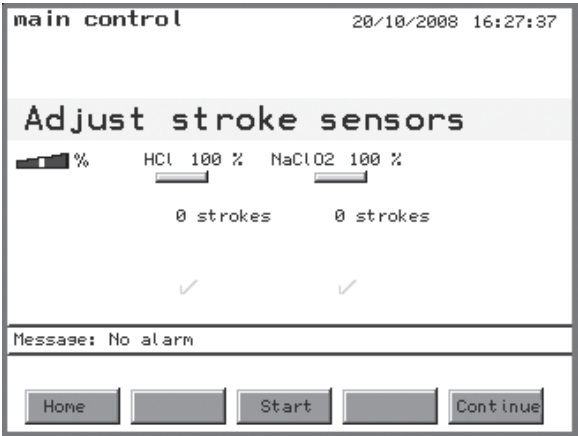 main control 20/10/2008 16:27:37
Adjust stroke sensors
% HCl 100 % NaClO2 100 %
0 strokes 0 strokes
Message: No alarm
Home Start Continue